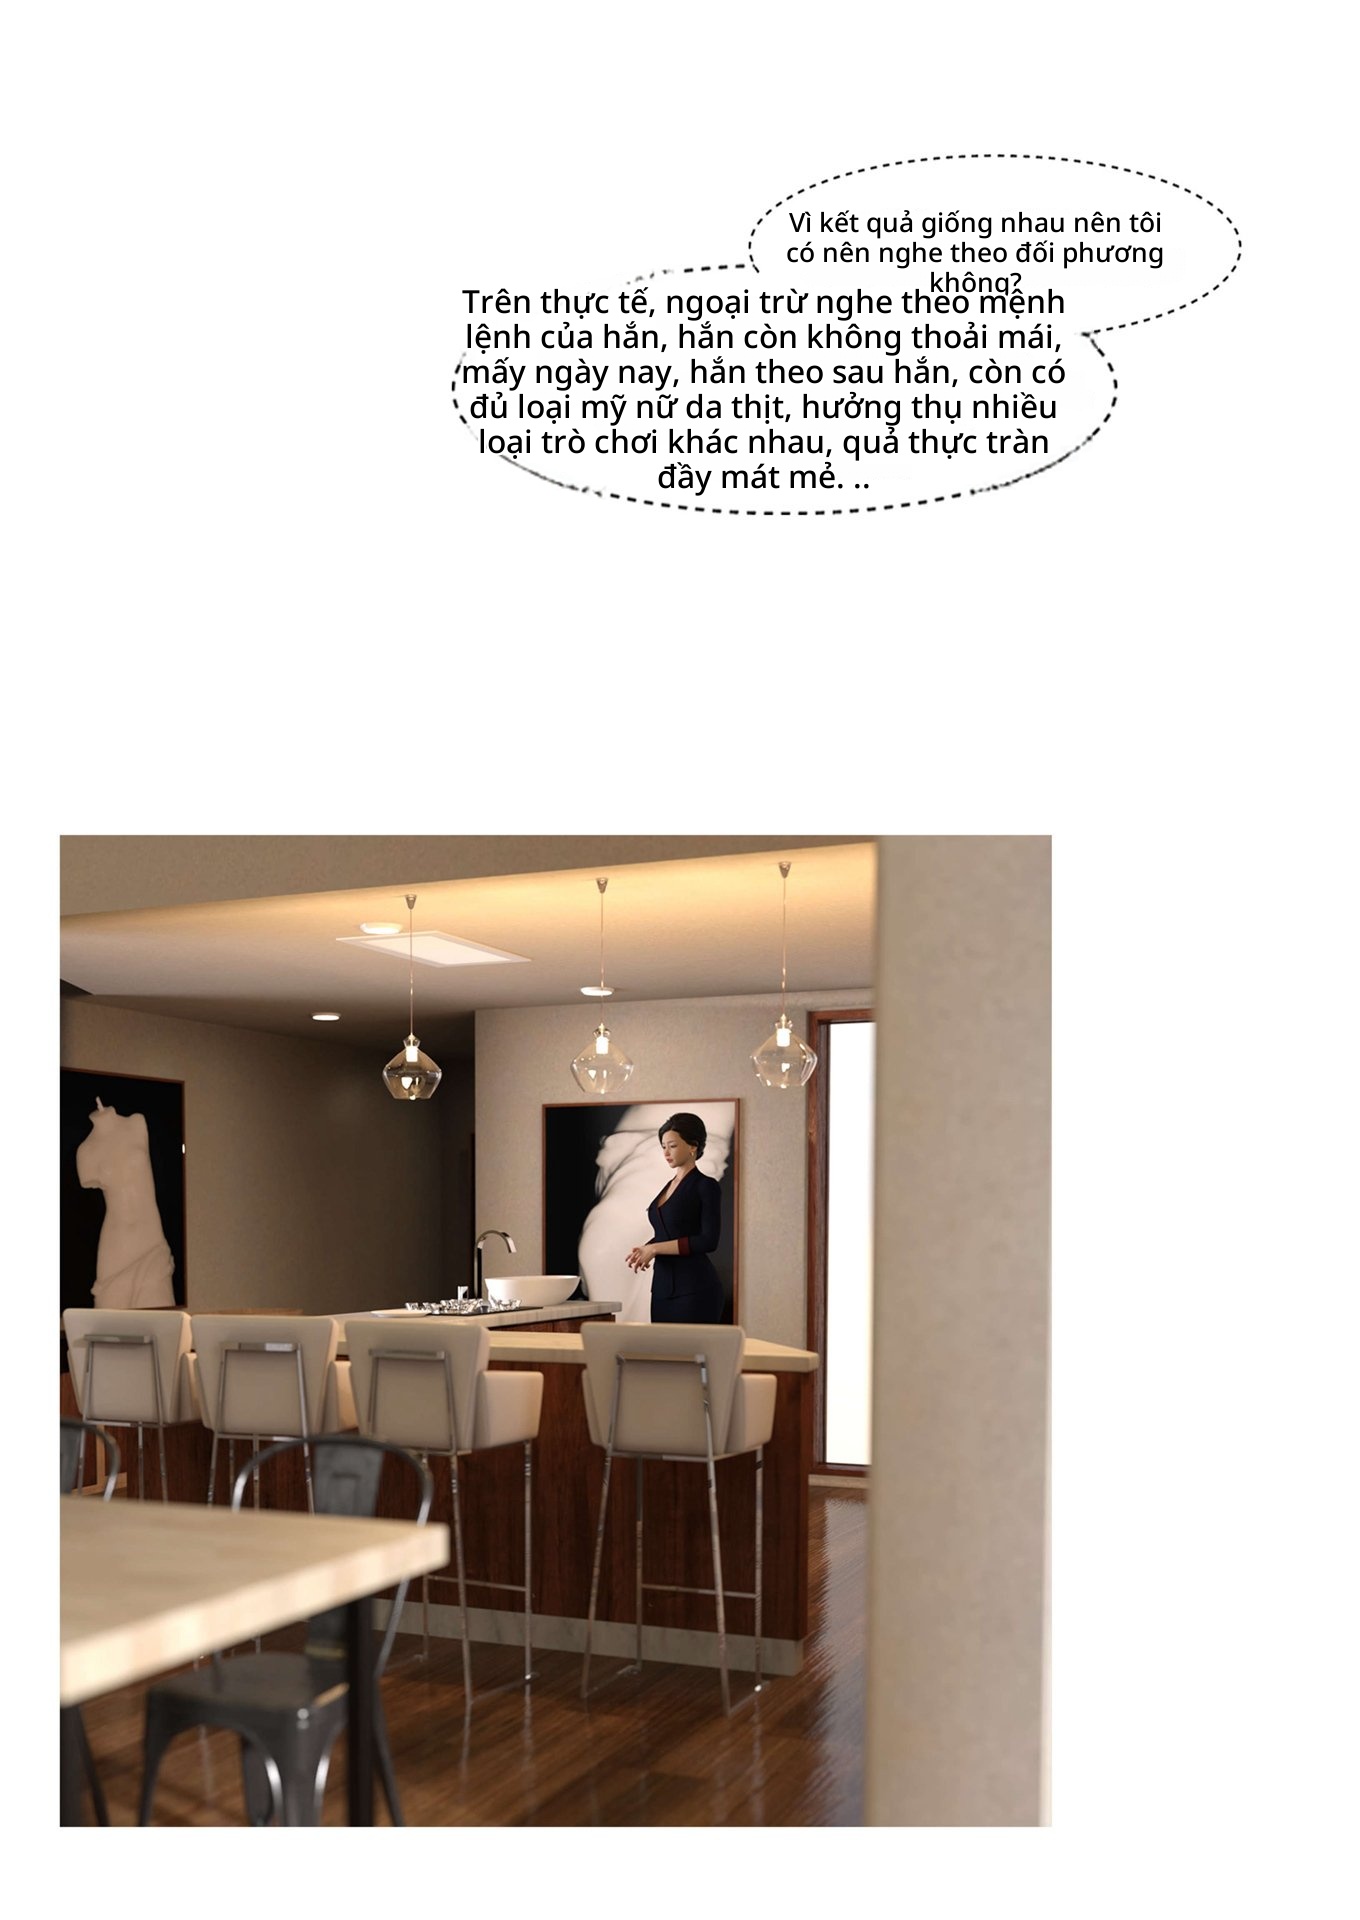 Vì kết quả giống nhau nên tôi
có nên nghe theo đối phương
không?
Trên thực tế, ngoại trừ nghe theo mệnh
lệnh của hắn, hắn còn không thoải mái,
mấy ngày nay, hắn theo sau hắn, còn có
đủ loại mỹ nữ da thịt, hưởng thụ nhiều
loại trò chơi khác nhau, quả thực tràn
đầy mát mẻ. ..